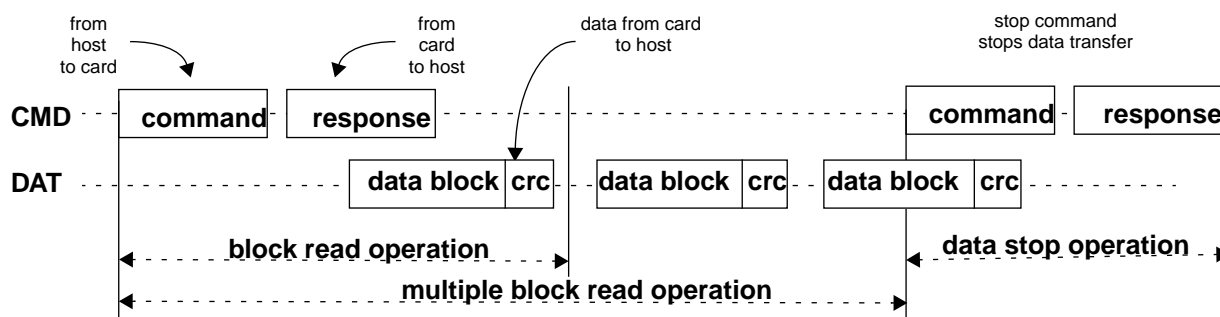 from
host
to card
from
card
to host
data from card
to host
stop command
stops data transfer
CMD
command
response
command
response
DAT
data block
crc
data block
crc
data block
crc
block read operation
data stop operation
multiple block read operation